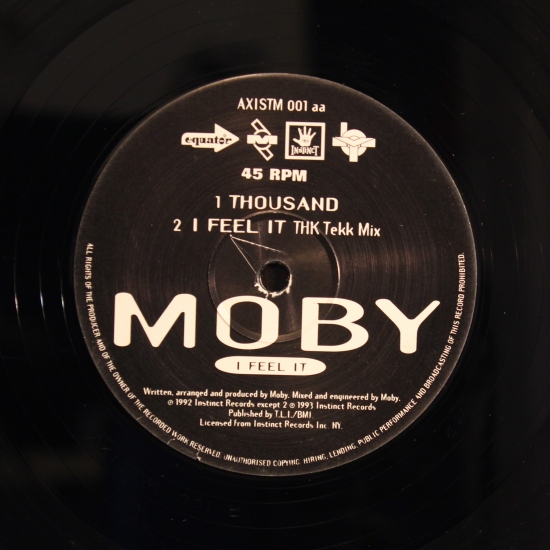 AXISTM 001 aa
equator
INSTINCT
45 RPM
1 THOUSAND
2 I FEEL IT THK Tekk Mix
MOBY
I FEEL IT
Written, arranged and produced by Moby. Mixed and engineered by Moby.
℗ 1992 Instinct Records except 2 ℗ 1993 Instinct Records
Published by T.L.I./BMI.
Licensed from Instinct Records Inc. NY.
ALL RIGHTS OF THE PRODUCER AND OF THE OWNER OF THE RECORDED WORK RESERVED. UNAUTHORISED COPYING, HIRING, LENDING, PUBLIC PERFORMANCE AND BROADCASTING OF THIS RECORD PROHIBITED.